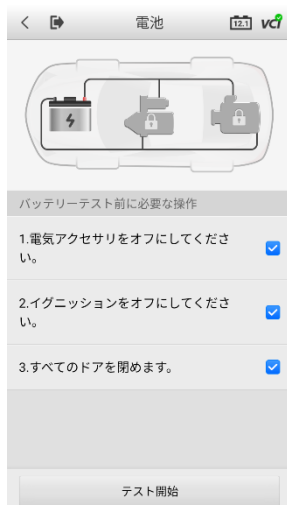 電池
12.1
vci
バッテリーテスト前に必要な操作
1.電気アクセサリをオフにしてくださ
い。
2.イグニッションをオフにしてくださ
い。
3.すべてのドアを閉めます。
テスト開始